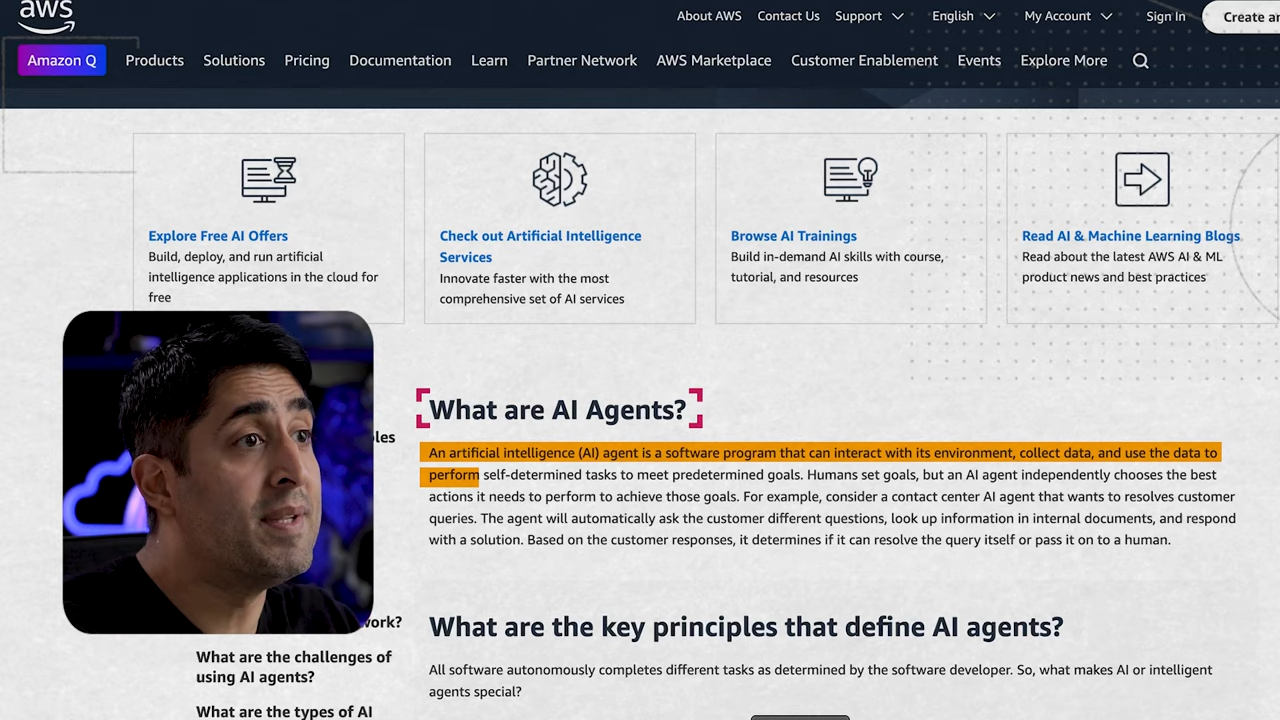 aws
About AWS Contact Us Support English My Account Sign In Create an
Amazon Q Products Solutions Pricing Documentation Learn Partner Network AWS Marketplace Customer Enablement Events Explore More
Explore Free AI Offers
Build, deploy, and run artificial
intelligence applications in the cloud for
free
Check out Artificial Intelligence
Services
Innovate faster with the most
comprehensive set of AI services
Browse AI Trainings
Build in-demand AI skills with course,
tutorial, and resources
Read AI & Machine Learning Blogs
Read about the latest AWS AI & ML
product news and best practices
What are AI Agents?
An artificial intelligence (AI) agent is a software program that can interact with its environment, collect data, and use the data to
perform self-determined tasks to meet predetermined goals. Humans set goals, but an AI agent independently chooses the best
actions it needs to perform to achieve those goals. For example, consider a contact center AI agent that wants to resolves customer
queries. The agent will automatically ask the customer different questions, look up information in internal documents, and respond
with a solution. Based on the customer responses, it determines if it can resolve the query itself or pass it on to a human.
work?
What are the challenges of
using AI agents?
What are the types of AI
What are the key principles that define AI agents?
All software autonomously completes different tasks as determined by the software developer. So, what makes AI or intelligent
agents special?